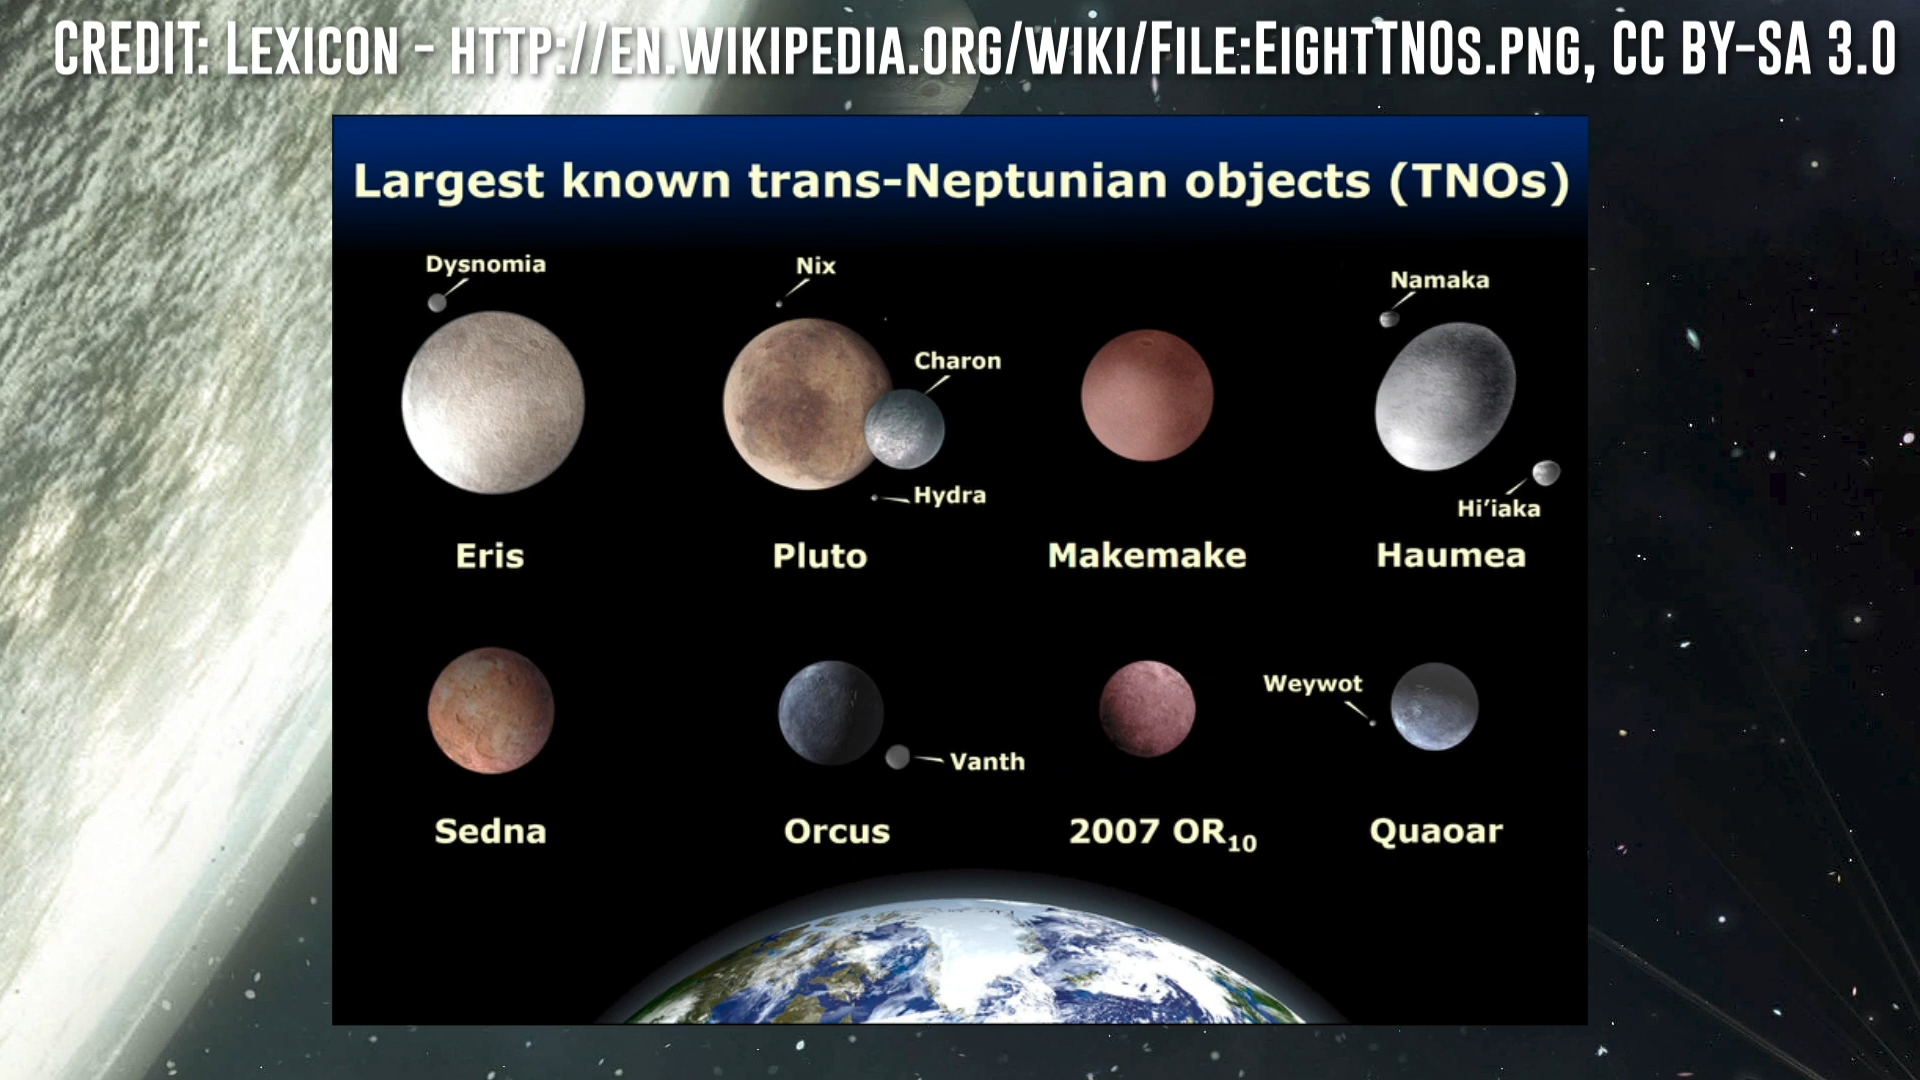 CREDIT: LEXICON - HTTP://EN.WIKIPEDIA.ORG/WIKI/FILE:EIGHTTNOS.PNG, CC BY-SA 3.0
Largest known trans-Neptunian objects (TNOs)
Dysnomia
Nix
Namaka
Charon
Hydra
Hi'iaka
Eris
Pluto
Makemake
Haumea
Weywot
Vanth
Sedna
Orcus
2007 OR10
Quaoar